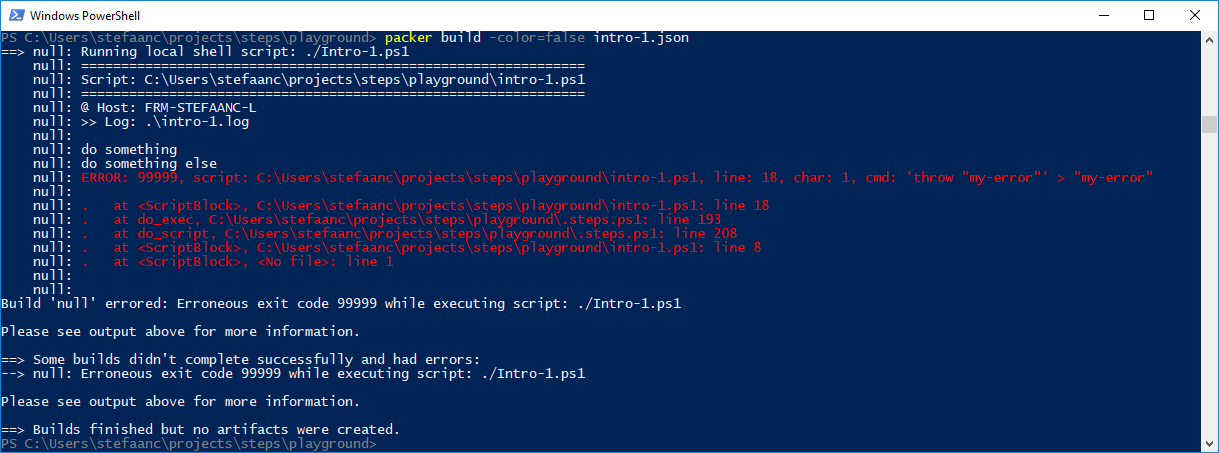 Windows PowerShell
PS C:\Users\stefaanc\projects\steps\playground> packer build -color=false intro-1.json
==> null: Running local shell script: ./Intro-1.ps1
    null: ===============================================================
    null: Script: C:\Users\stefaanc\projects\steps\playground\intro-1.ps1
    null: ===============================================================
    null: @ Host: FRM-STEFAANC-L
    null: >> Log: .\intro-1.log
    null:
    null: do something
    null: do something else
    null: ERROR: 99999, script: C:\Users\stefaanc\projects\steps\playground\intro-1.ps1, line: 18, char: 1, cmd: 'throw "my-error"' > "my-error"
    null:
    null: .   at <ScriptBlock>, C:\Users\stefaanc\projects\steps\playground\intro-1.ps1: line 18
    null: .   at do_exec, C:\Users\stefaanc\projects\steps\playground\.steps.ps1: line 193
    null: .   at do_script, C:\Users\stefaanc\projects\steps\playground\.steps.ps1: line 208
    null: .   at <ScriptBlock>, C:\Users\stefaanc\projects\steps\playground\intro-1.ps1: line 8
    null: .   at <ScriptBlock>, <No file>: line 1
    null:
    null:
Build 'null' errored: Erroneous exit code 99999 while executing script: ./Intro-1.ps1

Please see output above for more information.

==> Some builds didn't complete successfully and had errors:
--> null: Erroneous exit code 99999 while executing script: ./Intro-1.ps1

Please see output above for more information.

==> Builds finished but no artifacts were created.
PS C:\Users\stefaanc\projects\steps\playground>